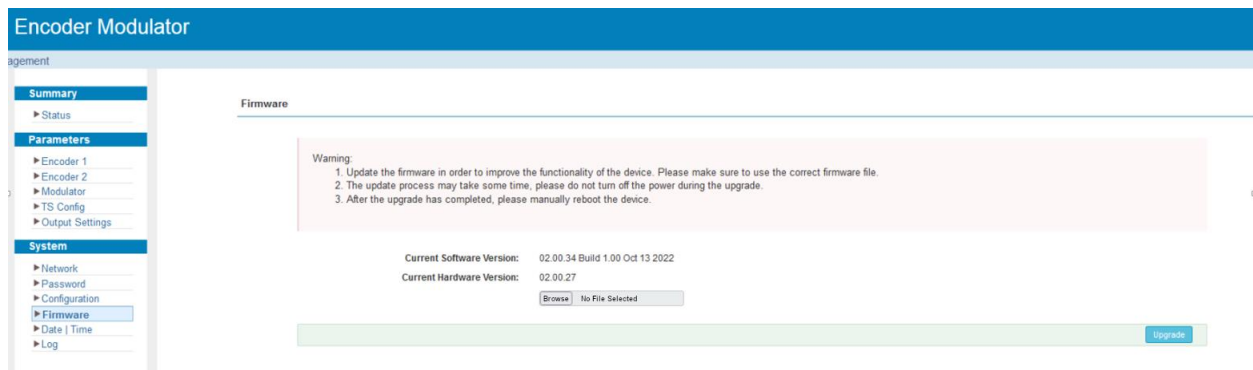 Encoder Modulator
agement
Summary
Status
Parameters
Encoder 1
Encoder 2
Modulator
TS Config
Output Settings
System
Network
Password
Configuration
Firmware
Date | Time
Log
Firmware
Warning:
1. Update the firmware in order to improve the functionality of the device. Please make sure to use the correct firmware file.
2. The update process may take some time, please do not turn off the power during the upgrade.
3. After the upgrade has completed, please manually reboot the device.
Current Software Version: 02.00.34 Build 1.00 Oct 13 2022
Current Hardware Version: 02.00.27
Browse No File Selected
Upgrade